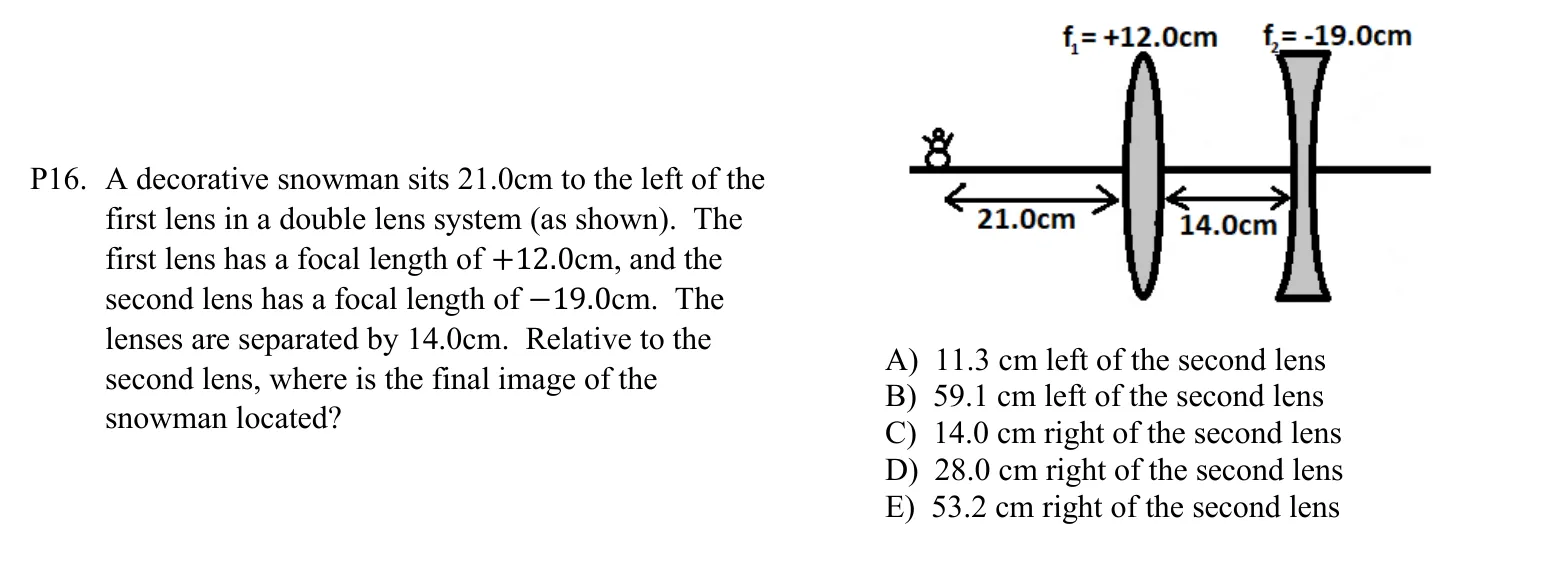 P16. A decorative snowman sits 21.0cm to the left of the
first lens in a double lens system (as shown). The
first lens has a focal length of +12.0cm, and the
second lens has a focal length of −19.0cm. The
lenses are separated by 14.0cm. Relative to the
second lens, where is the final image of the
snowman located?
f₁= +12.0cm f₂= -19.0cm
21.0cm
14.0cm
A) 11.3 cm left of the second lens
B) 59.1 cm left of the second lens
C) 14.0 cm right of the second lens
D) 28.0 cm right of the second lens
E) 53.2 cm right of the second lens